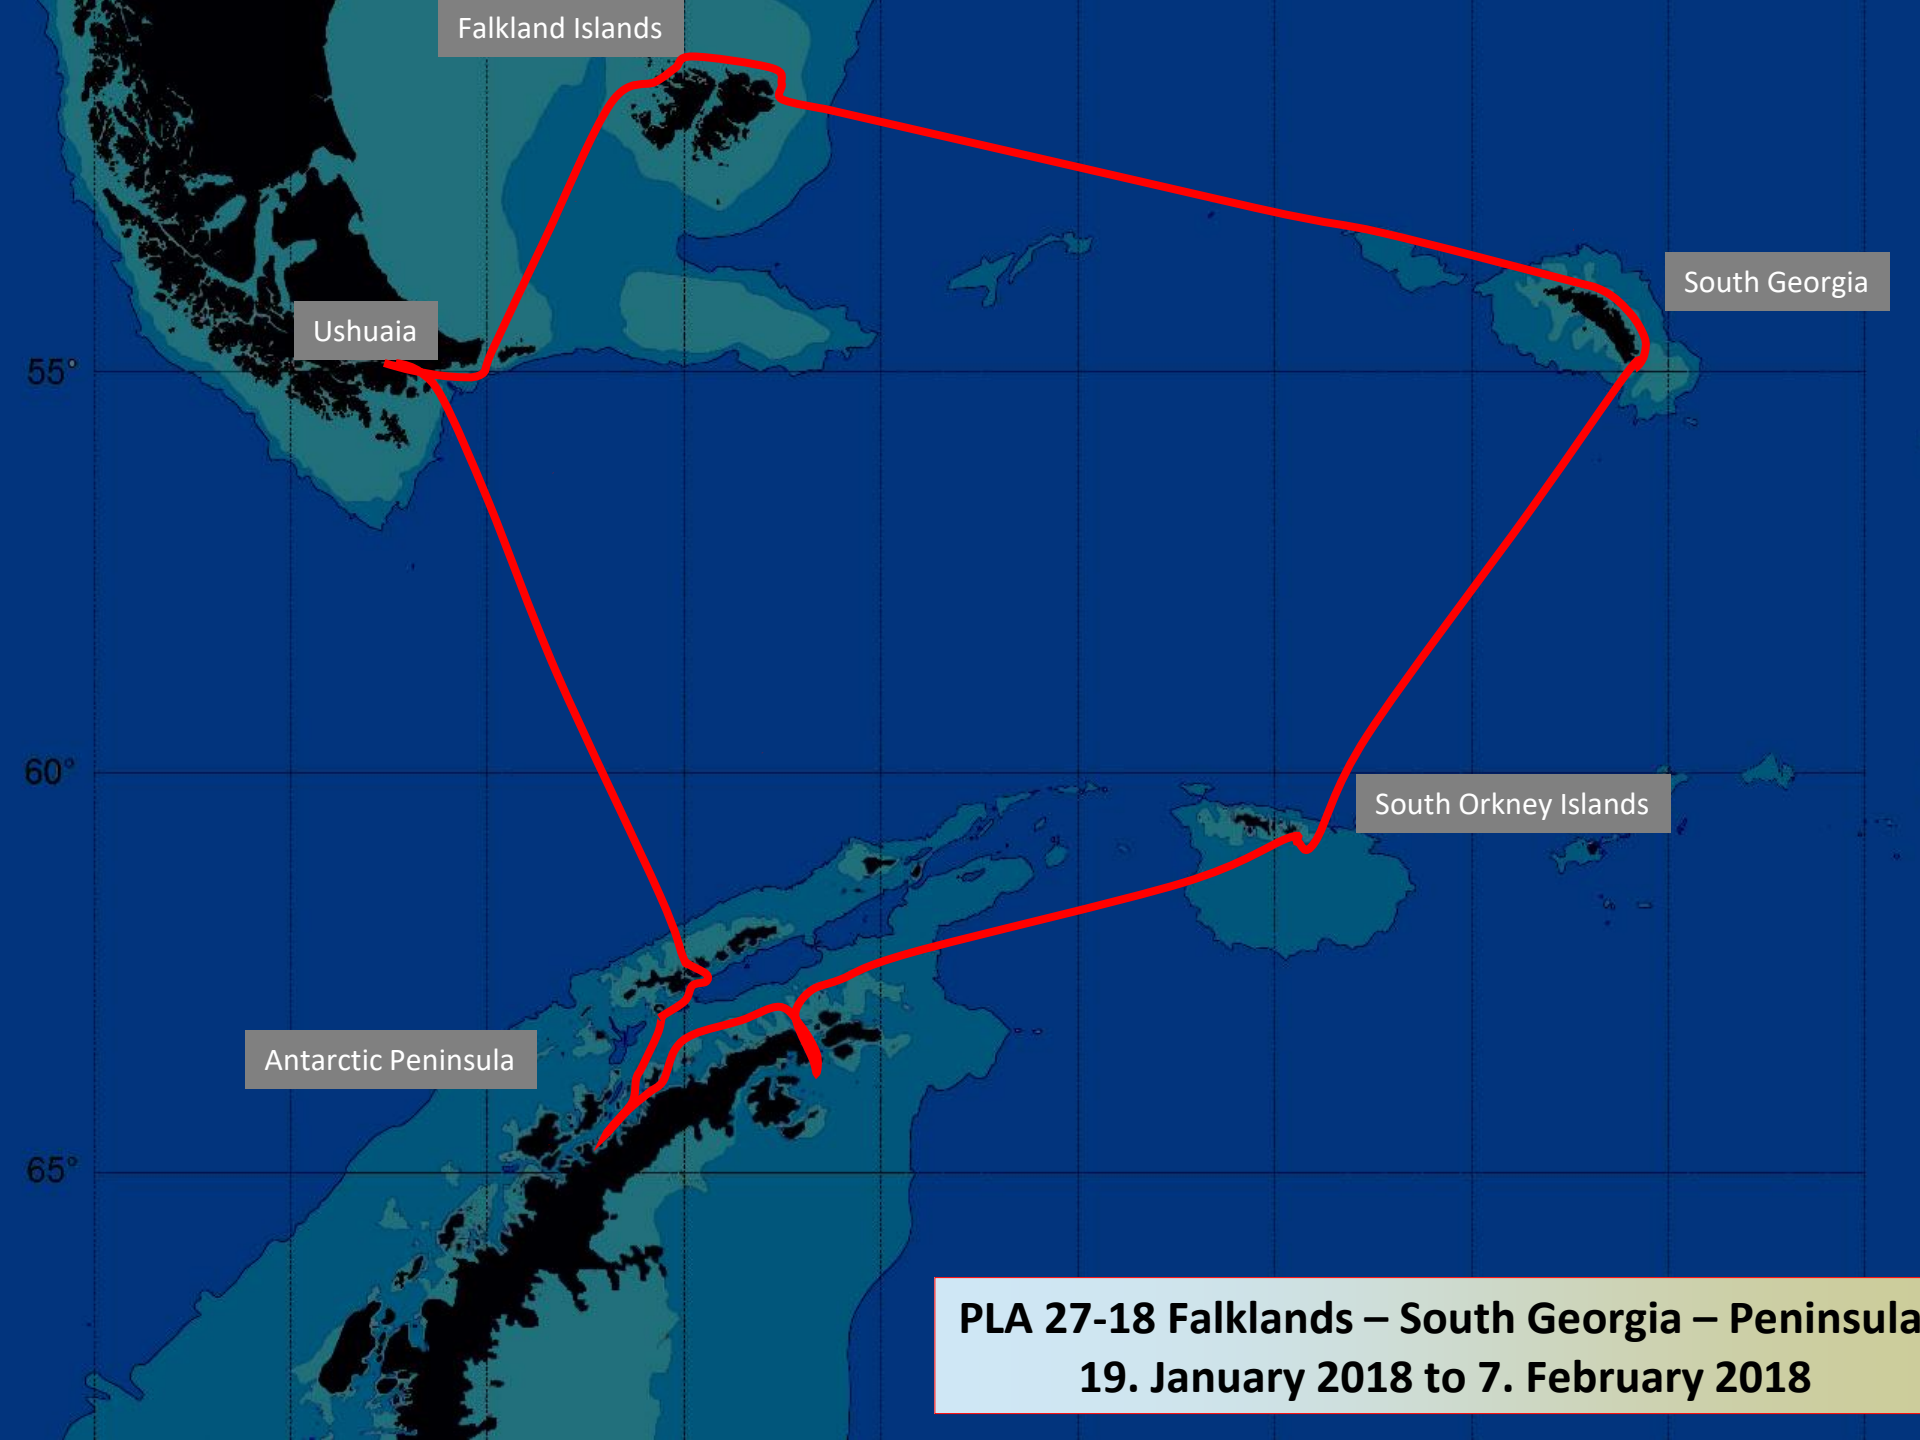 Falkland Islands
South Georgia
Ushuaia
55°
60°
South Orkney Islands
Antarctic Peninsula
65°
PLA 27-18 Falklands – South Georgia – Peninsula
19. January 2018 to 7. February 2018